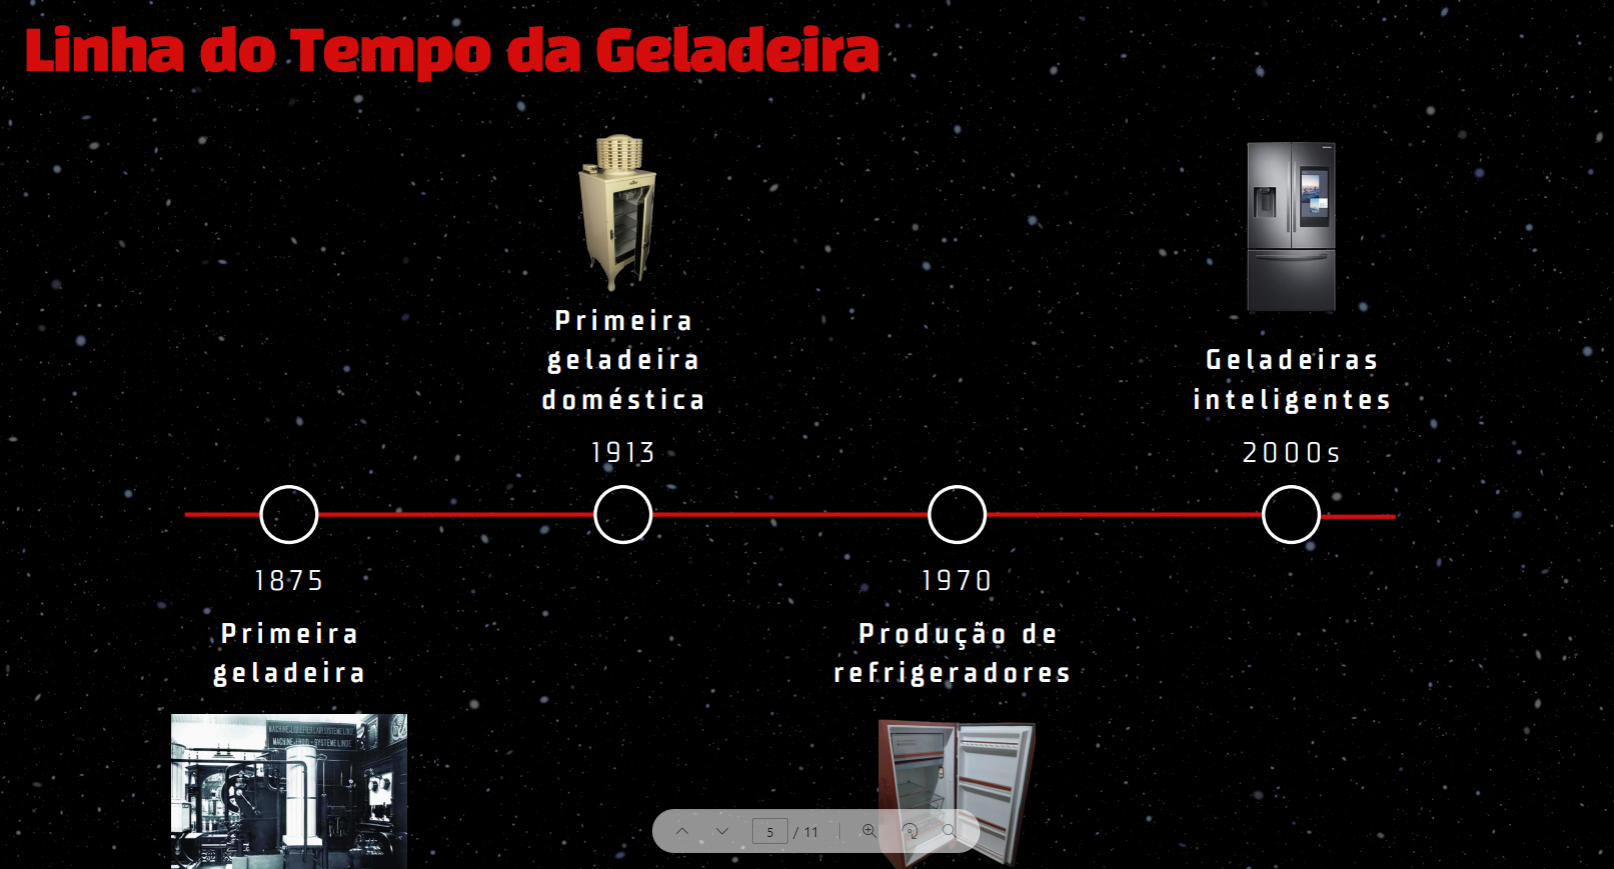 Linha do Tempo da Geladeira
Primeira
geladeira
doméstica
1913
Geladeiras
inteligentes
2000s
1875
Primeira
geladeira
1970
Produção de
refrigeradores
MACHINE FROID - SYSTEME LINDE
5 / 11